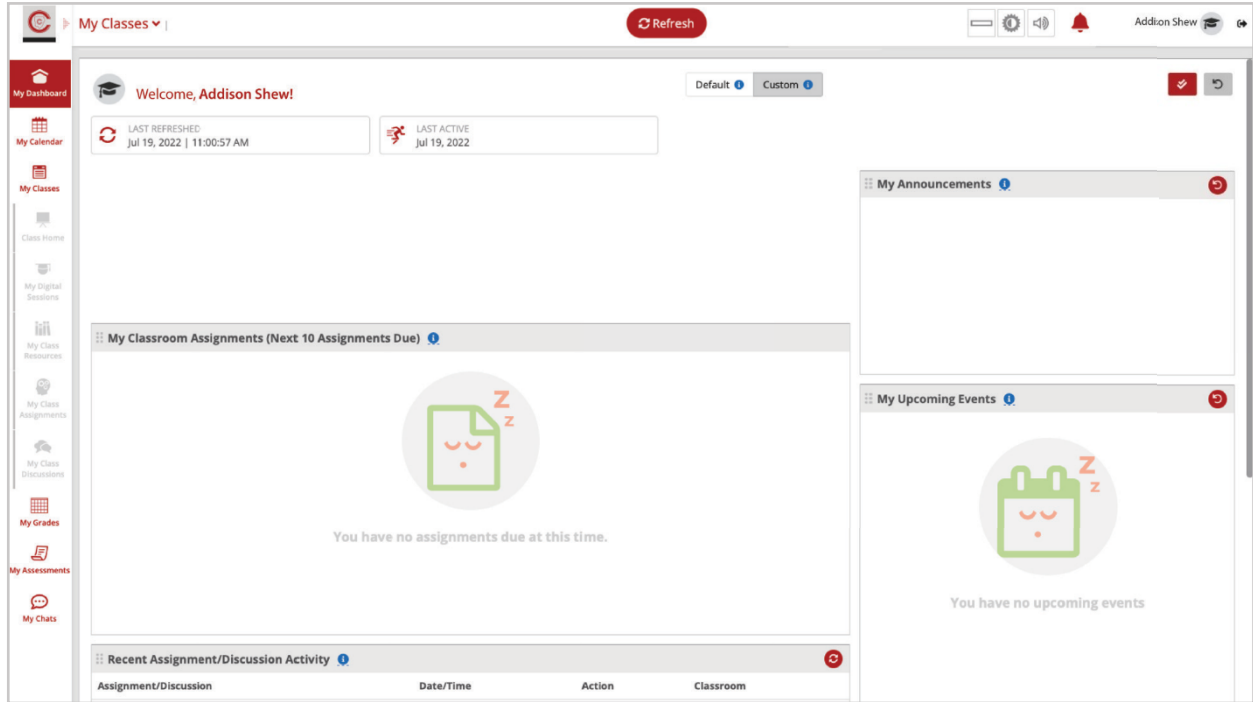 My Classes
Refresh
Addison Shew
My Dashboard
My Calendar
My Classes
Class Home
My Digital
Sessions
My Class
Resources
My Class
Assignments
My Class
Discussions
My Grades
My Assessments
My Chats
Welcome, Addison Shew!
Default
Custom
LAST REFRESHED
Jul 19, 2022 | 11:00:57 AM
LAST ACTIVE
Jul 19, 2022
My Announcements
My Classroom Assignments (Next 10 Assignments Due)
Z
Z
You have no assignments due at this time.
My Upcoming Events
Z
Z
You have no upcoming events
Recent Assignment/Discussion Activity
Assignment/Discussion Date/Time Action Classroom